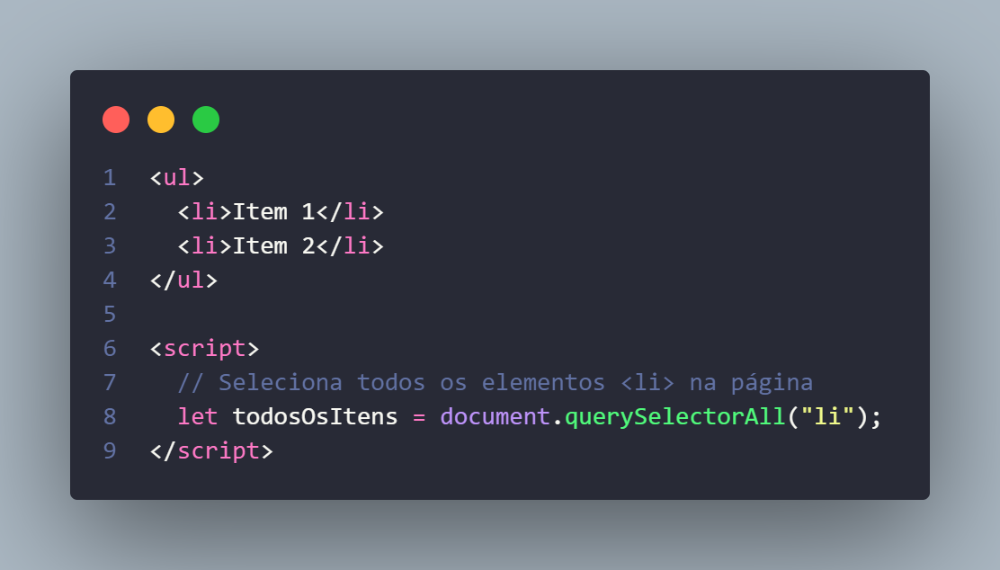 1 <ul>
2 <li>Item 1</li>
3 <li>Item 2</li>
4 </ul>
5
6 <script>
7 // Seleciona todos os elementos <li> na página
8 let todosOsItens = document.querySelectorAll("li");
9 </script>